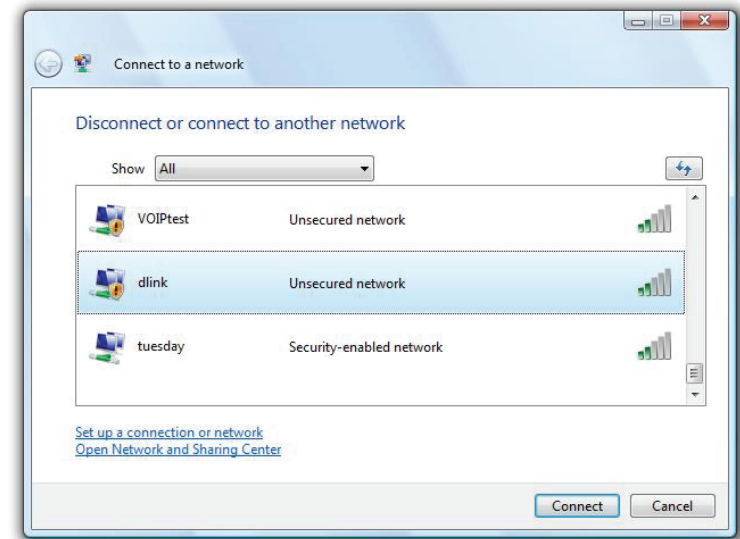 Connect to a network
Disconnect or connect to another network
Show All
VOIPtest Unsecured network
dlink Unsecured network
tuesday Security-enabled network
Set up a connection or network
Open Network and Sharing Center
Connect Cancel